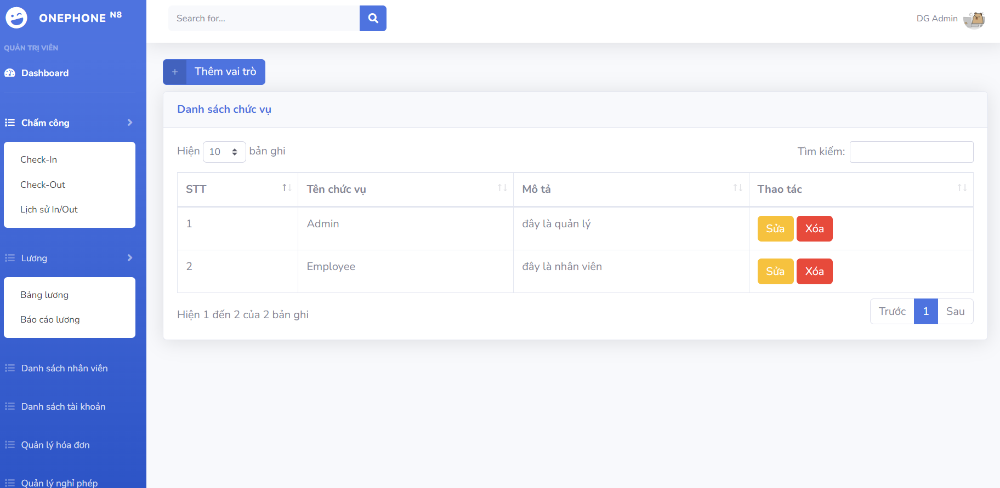 ONEPHONE N8
QUẢN TRỊ VIÊN
Dashboard
Chấm công
Check-In
Check-Out
Lịch sử In/Out
Lương
Bảng lương
Báo cáo lương
Danh sách nhân viên
Danh sách tài khoản
Quản lý hóa đơn
Quản lý nghỉ phép
Search for...
DG Admin
+ Thêm vai trò
Danh sách chức vụ
Hiện 10 bản ghi
Tìm kiếm:
STT Tên chức vụ Mô tả Thao tác
1 Admin đây là quản lý Sửa Xóa
2 Employee đây là nhân viên Sửa Xóa
Hiện 1 đến 2 của 2 bản ghi
Trước 1 Sau